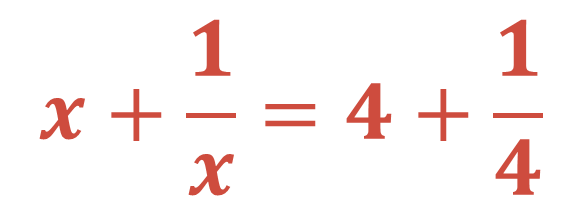 x + 1/x = 4 + 1/4